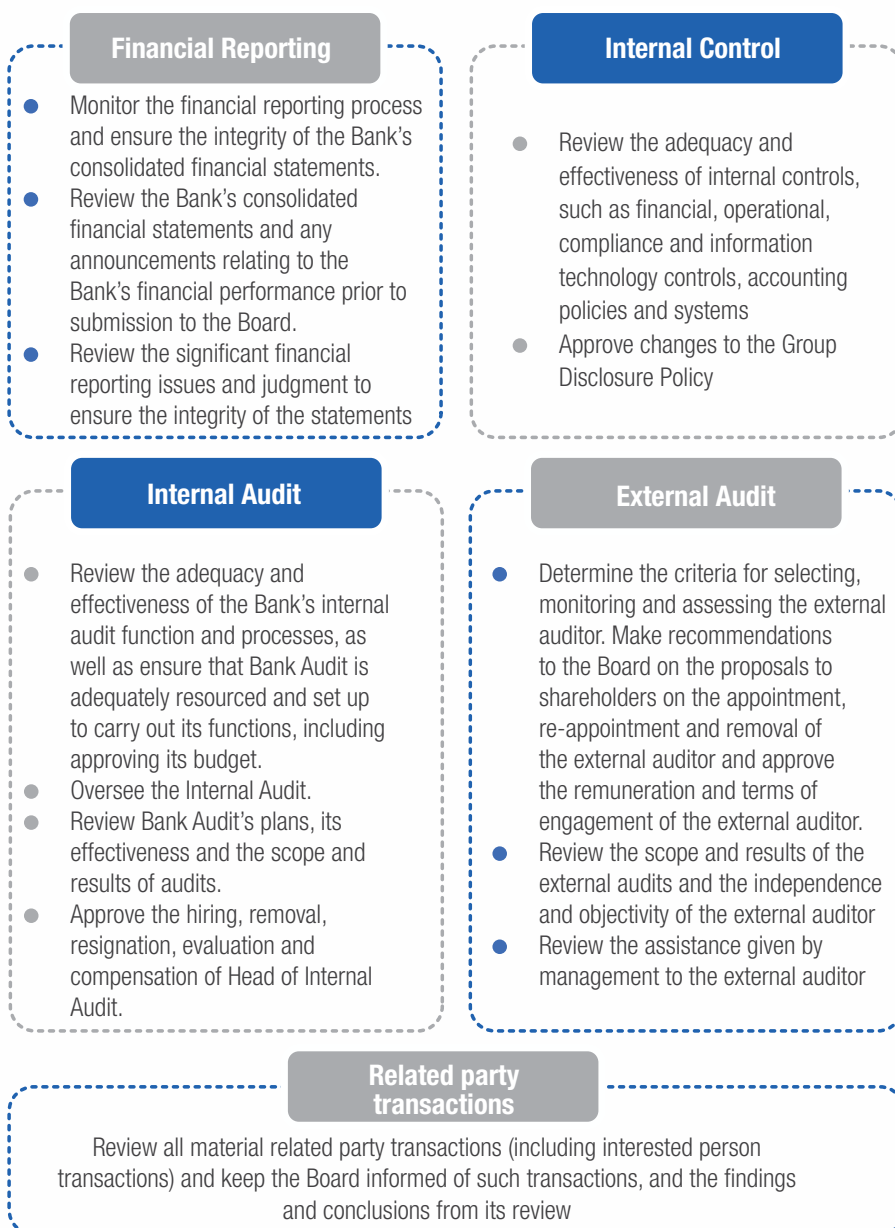 Financial Reporting
Monitor the financial reporting process
and ensure the integrity of the Bank's
consolidated financial statements.
Review the Bank's consolidated
financial statements and any
announcements relating to the
Bank's financial performance prior to
submission to the Board.
Review the significant financial
reporting issues and judgment to
ensure the integrity of the statements
Internal Control
Review the adequacy and
effectiveness of internal controls,
such as financial, operational,
compliance and information
technology controls, accounting
policies and systems
Approve changes to the Group
Disclosure Policy
Internal Audit
Review the adequacy and
effectiveness of the Bank's internal
audit function and processes, as
well as ensure that Bank Audit is
adequately resourced and set up
to carry out its functions, including
approving its budget.
Oversee the Internal Audit.
Review Bank Audit's plans, its
effectiveness and the scope and
results of audits.
Approve the hiring, removal,
resignation, evaluation and
compensation of Head of Internal
Audit.
External Audit
Determine the criteria for selecting,
monitoring and assessing the external
auditor. Make recommendations
to the Board on the proposals to
shareholders on the appointment,
re-appointment and removal of
the external auditor and approve
the remuneration and terms of
engagement of the external auditor.
Review the scope and results of the
external audits and the independence
and objectivity of the external auditor
Review the assistance given by
management to the external auditor
Related party
transactions
Review all material related party transactions (including interested person
transactions) and keep the Board informed of such transactions, and the findings
and conclusions from its review